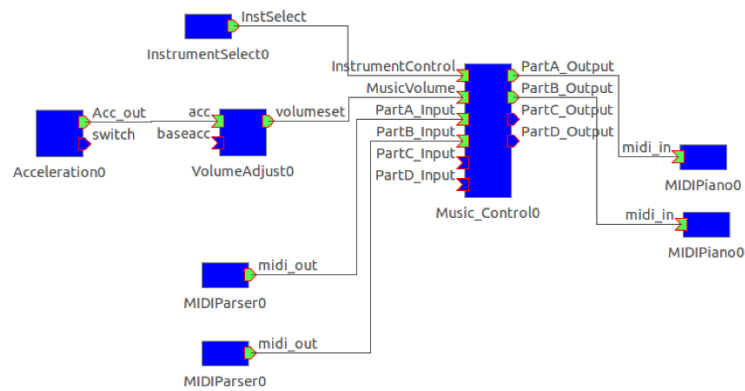 InstSelect
InstrumentSelect0
InstrumentControl
PartA_Output
MusicVolume
PartB_Output
Acc_out
acc
volumeset
PartA_Input
PartC_Output
switch
baseacc
PartB_Input
PartD_Output
PartC_Input
midi_in
Acceleration0
VolumeAdjust0
PartD_Input
MIDIPiano0
Music_Control0
midi_in
MIDIPiano0
midi_out
MIDIParser0
midi_out
MIDIParser0